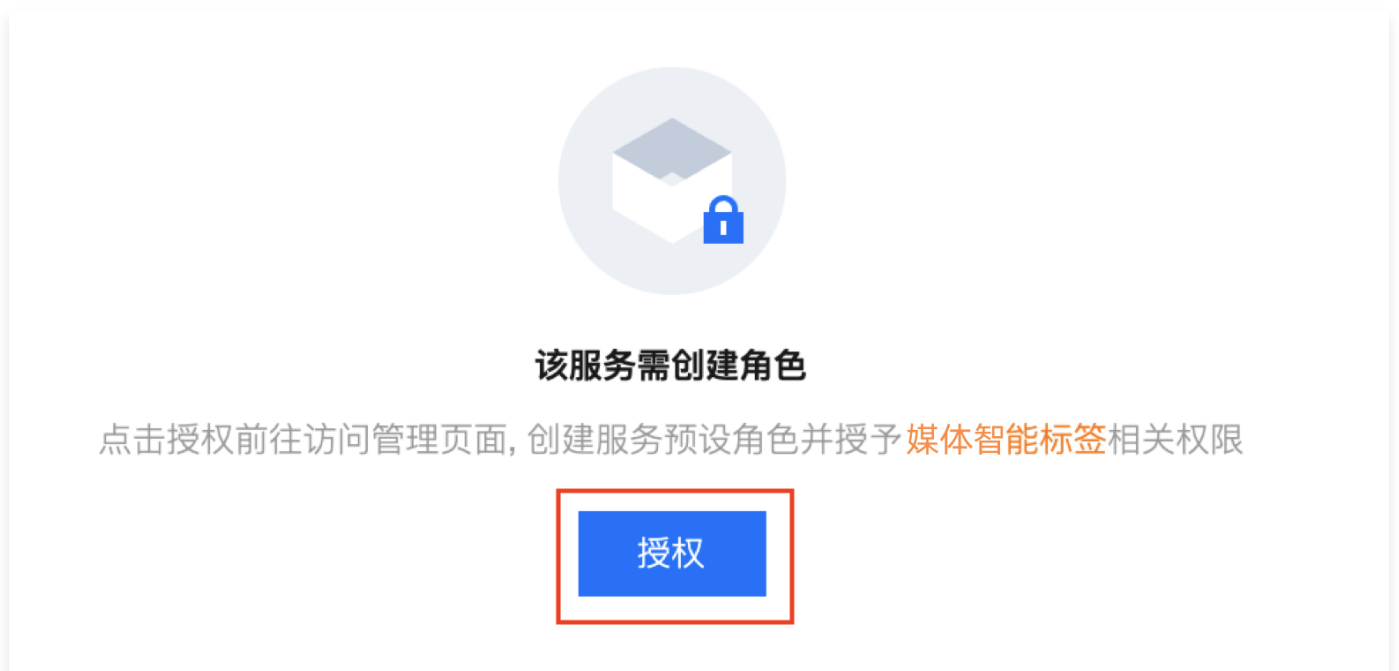 该服务需创建角色
点击授权前往访问管理页面, 创建服务预设角色并授予媒体智能标签相关权限
授权